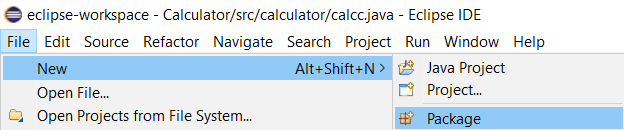 eclipse-workspace - Calculator/src/calculator/calcc.java - Eclipse IDE
File Edit Source Refactor Navigate Search Project Run Window Help
New Alt+Shift+N >
Java Project
Open File...
Project...
Open Projects from File System...
Package